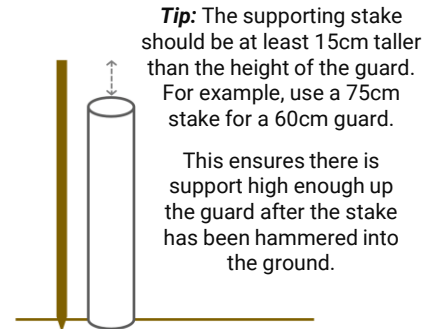 Tip: The supporting stake
should be at least 15cm taller
than the height of the guard.
For example, use a 75cm
stake for a 60cm guard.
This ensures there is
support high enough up
the guard after the stake
has been hammered into
the ground.